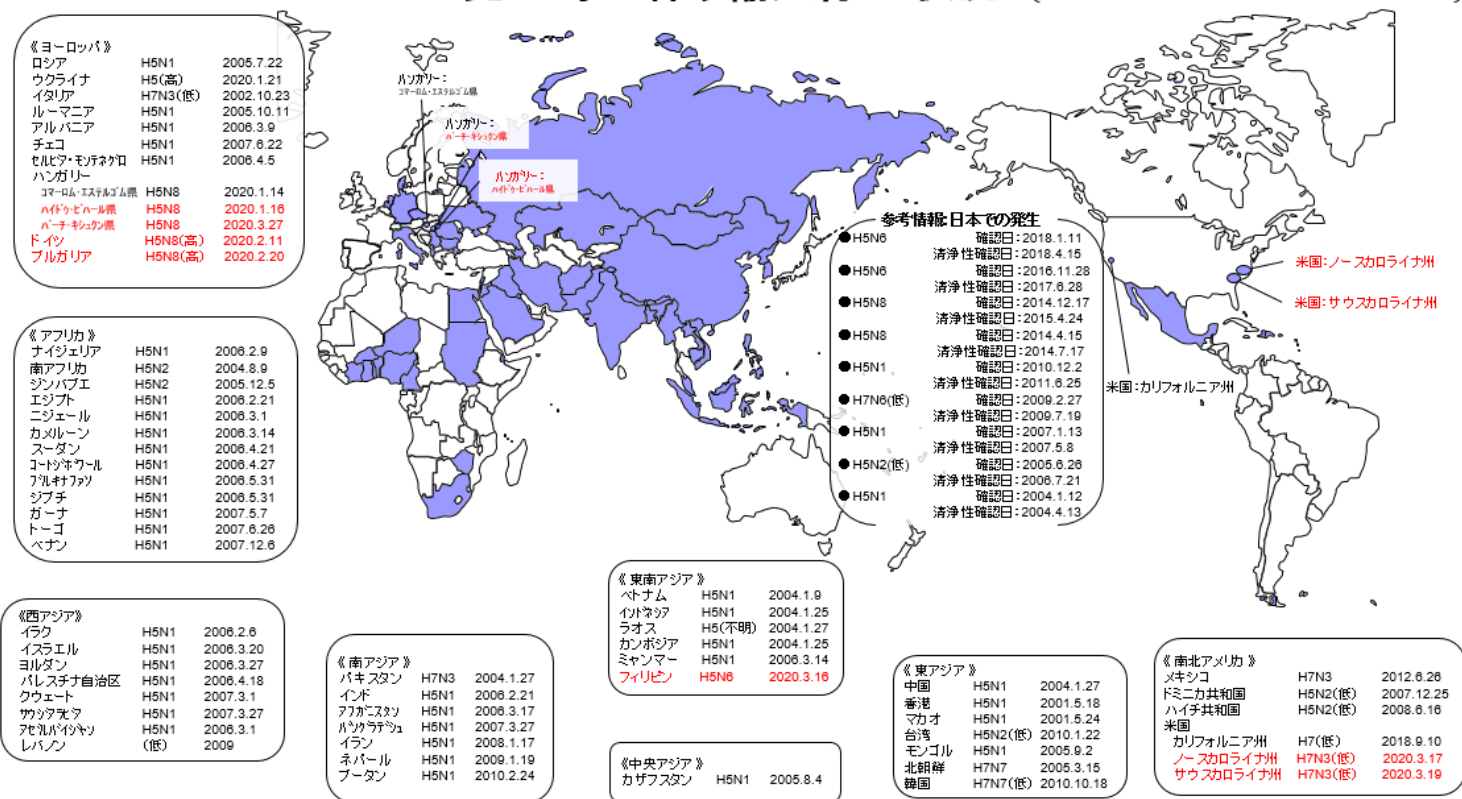 《ヨーロッパ》
ロシア H5N1 2005.7.22
ウクライナ H5(高) 2020.1.21
イタリア H7N3(低) 2002.10.23
ルーマニア H5N1 2005.10.11
アルバニア H5N1 2006.3.9
チェコ H5N1 2007.6.22
セルビア・モンテネグロ H5N1 2006.4.5
ハンガリー
コマーロム・エステルゴム県 H5N8 2020.1.14
ハイドゥ・ビハール県 H5N8 2020.1.16
バーチ・キシュクン県 H5N8 2020.3.27
ドイツ H5N8(高) 2020.2.11
ブルガリア H5N8(高) 2020.2.20
ハンガリー：
コマーロム・エステルゴム県
ハンガリー：
バーチ・キシュクン県
ハンガリー：
ハイドゥ・ビハール県
《アフリカ》
ナイジェリア H5N1 2006.2.9
南アフリカ H5N2 2004.8.9
ジンバブエ H5N2 2005.12.5
エジプト H5N1 2006.2.21
ニジェール H5N1 2006.3.1
カメルーン H5N1 2006.3.14
スーダン H5N1 2006.4.21
コートジボワール H5N1 2006.4.27
ブルキナファソ H5N1 2006.5.31
ジブチ H5N1 2006.5.31
ガーナ H5N1 2007.5.7
トーゴ H5N1 2007.6.26
ベナン H5N1 2007.12.6
参考情報:日本での発生
●H5N6 確認日：2018.1.11
清浄性確認日：2018.4.15
●H5N6 確認日：2016.11.28
清浄性確認日：2017.6.28
●H5N8 確認日：2014.12.17
清浄性確認日：2015.4.24
●H5N8 確認日：2014.4.15
清浄性確認日：2014.7.17
●H5N1 確認日：2010.12.2
清浄性確認日：2011.6.25
●H7N6(低) 確認日：2009.2.27
清浄性確認日：2009.7.19
●H5N1 確認日：2007.1.13
清浄性確認日：2007.5.8
●H5N2(低) 確認日：2005.6.26
清浄性確認日：2006.7.21
●H5N1 確認日：2004.1.12
清浄性確認日：2004.4.13
米国：ノースカロライナ州
米国：サウスカロライナ州
米国：カリフォルニア州
《西アジア》
イラク H5N1 2006.2.6
イスラエル H5N1 2006.3.20
ヨルダン H5N1 2006.3.27
パレスチナ自治区 H5N1 2006.4.18
クウェート H5N1 2007.3.1
サウジアラビア H5N1 2007.3.27
アゼルバイジャン H5N1 2006.3.1
レバノン (低) 2009
《南アジア》
パキスタン H7N3 2004.1.27
インド H5N1 2006.2.21
アフガニスタン H5N1 2006.3.17
バングラデシュ H5N1 2007.3.27
イラン H5N1 2008.1.17
ネパール H5N1 2009.1.19
ブータン H5N1 2010.2.24
《東南アジア》
ベトナム H5N1 2004.1.9
インドネシア H5N1 2004.1.25
ラオス H5(不明) 2004.1.27
カンボジア H5N1 2004.1.25
ミャンマー H5N1 2006.3.14
フィリピン H5N6 2020.3.16
《中央アジア》
カザフスタン H5N1 2005.8.4
《東アジア》
中国 H5N1 2004.1.27
香港 H5N1 2001.5.18
マカオ H5N1 2001.5.24
台湾 H5N2(低) 2010.1.22
モンゴル H5N1 2005.9.2
北朝鮮 H7N7 2005.3.15
韓国 H7N7(低) 2010.10.18
《南北アメリカ》
メキシコ H7N3 2012.6.26
ドミニカ共和国 H5N2(低) 2007.12.25
ハイチ共和国 H5N2(低) 2008.6.16
米国
カリフォルニア州 H7(低) 2018.9.10
ノースカロライナ州 H7N3(低) 2020.3.17
サウスカロライナ州 H7N3(低) 2020.3.19